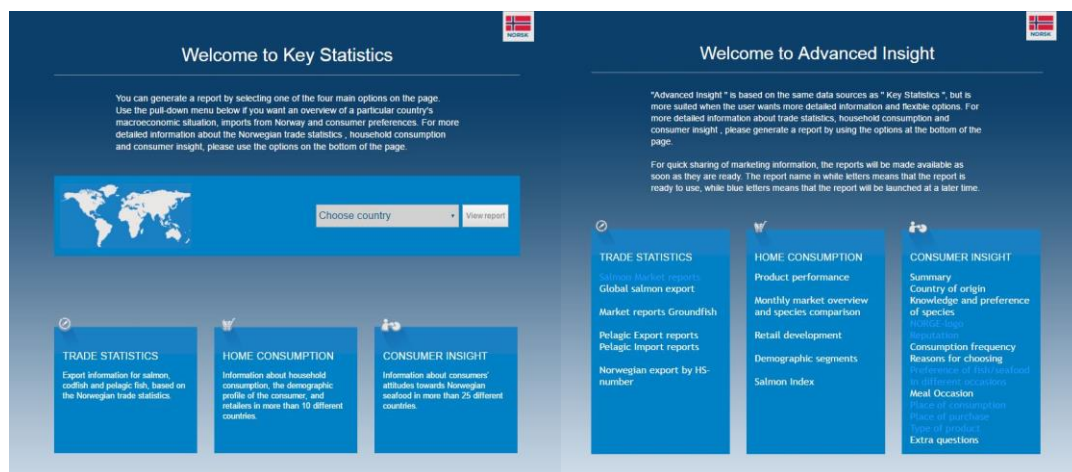 NORSK
Welcome to Key Statistics
You can generate a report by selecting one of the four main options on the page.
Use the pull-down menu below if you want an overview of a particular country's
macroeconomic situation, imports from Norway and consumer preferences. For more
detailed information about the Norwegian trade statistics , household consumption
and consumer insight, please use the options on the bottom of the page.
Choose country
View report
TRADE STATISTICS
Export information for salmon,
codfish and pelagic fish, based on
the Norwegian trade statistics.
HOME CONSUMPTION
Information about household
consumption, the demographic
profile of the consumer, and
retailers in more than 10 different
countries.
CONSUMER INSIGHT
Information about consumers'
attitudes towards Norwegian
seafood in more than 25 different
countries.
NORSK
Welcome to Advanced Insight
"Advanced Insight " is based on the same data sources as " Key Statistics ", but is
more suited when the user wants more detailed information and flexible options. For
more detailed information about trade statistics, household consumption and
consumer insight , please generate a report by using the options at the bottom of the
page.
For quick sharing of marketing information, the reports will be made available as
soon as they are ready. The report name in white letters means that the report is
ready to use, while blue letters means that the report will be launched at a later time.
TRADE STATISTICS
Salmon Market reports
Global salmon export
Market reports Groundfish
Pelagic Export reports
Pelagic Import reports
Norwegian export by HS-
number
HOME CONSUMPTION
Product performance
Monthly market overview
and species comparison
Retail development
Demographic segments
Salmon Index
CONSUMER INSIGHT
Summary
Country of origin
Knowledge and preference
of species
NORGE-logo
Reputation
Consumption frequency
Reasons for choosing
Preference of fish/seafood
in different occasions
Meal Occasion
Place of consumption
Place of purchase
Type of product
Extra questions